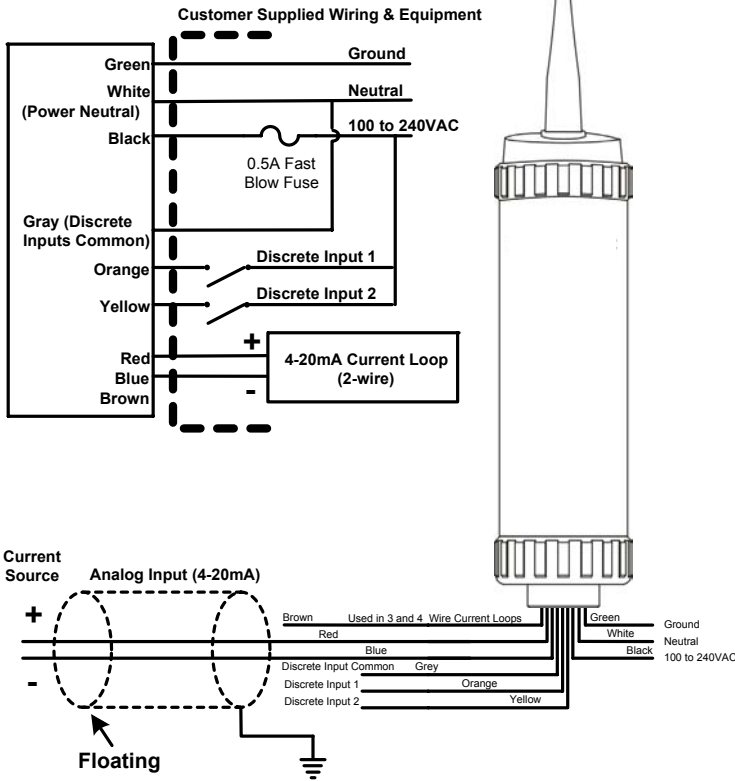 Customer Supplied Wiring & Equipment
Green
Ground
White
(Power Neutral)
Neutral
Black
100 to 240VAC
0.5A Fast
Blow Fuse
Gray (Discrete
Inputs Common)
Orange
Discrete Input 1
Yellow
Discrete Input 2
Red
+
Blue
-
Brown
4-20mA Current Loop
(2-wire)
Current
Source
Analog Input (4-20mA)
+
-
Floating
Brown Used in 3 and 4 Wire Current Loops
Red
Blue
Discrete Input Common Grey
Discrete Input 1 Orange
Discrete Input 2 Yellow
Green Ground
White Neutral
Black 100 to 240VAC